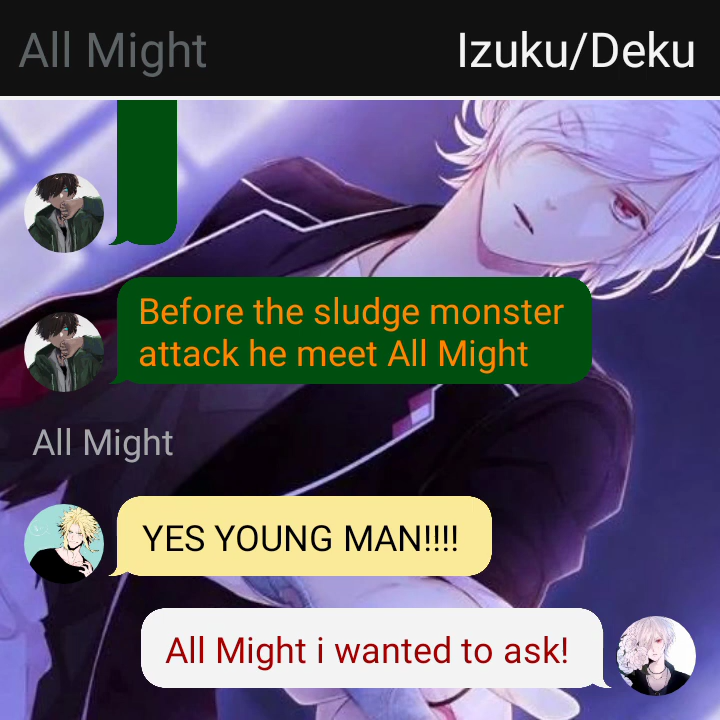 All Might
Izuku/Deku
Before the sludge monster
attack he meet All Might
All Might
YES YOUNG MAN!!!!
All Might i wanted to ask!